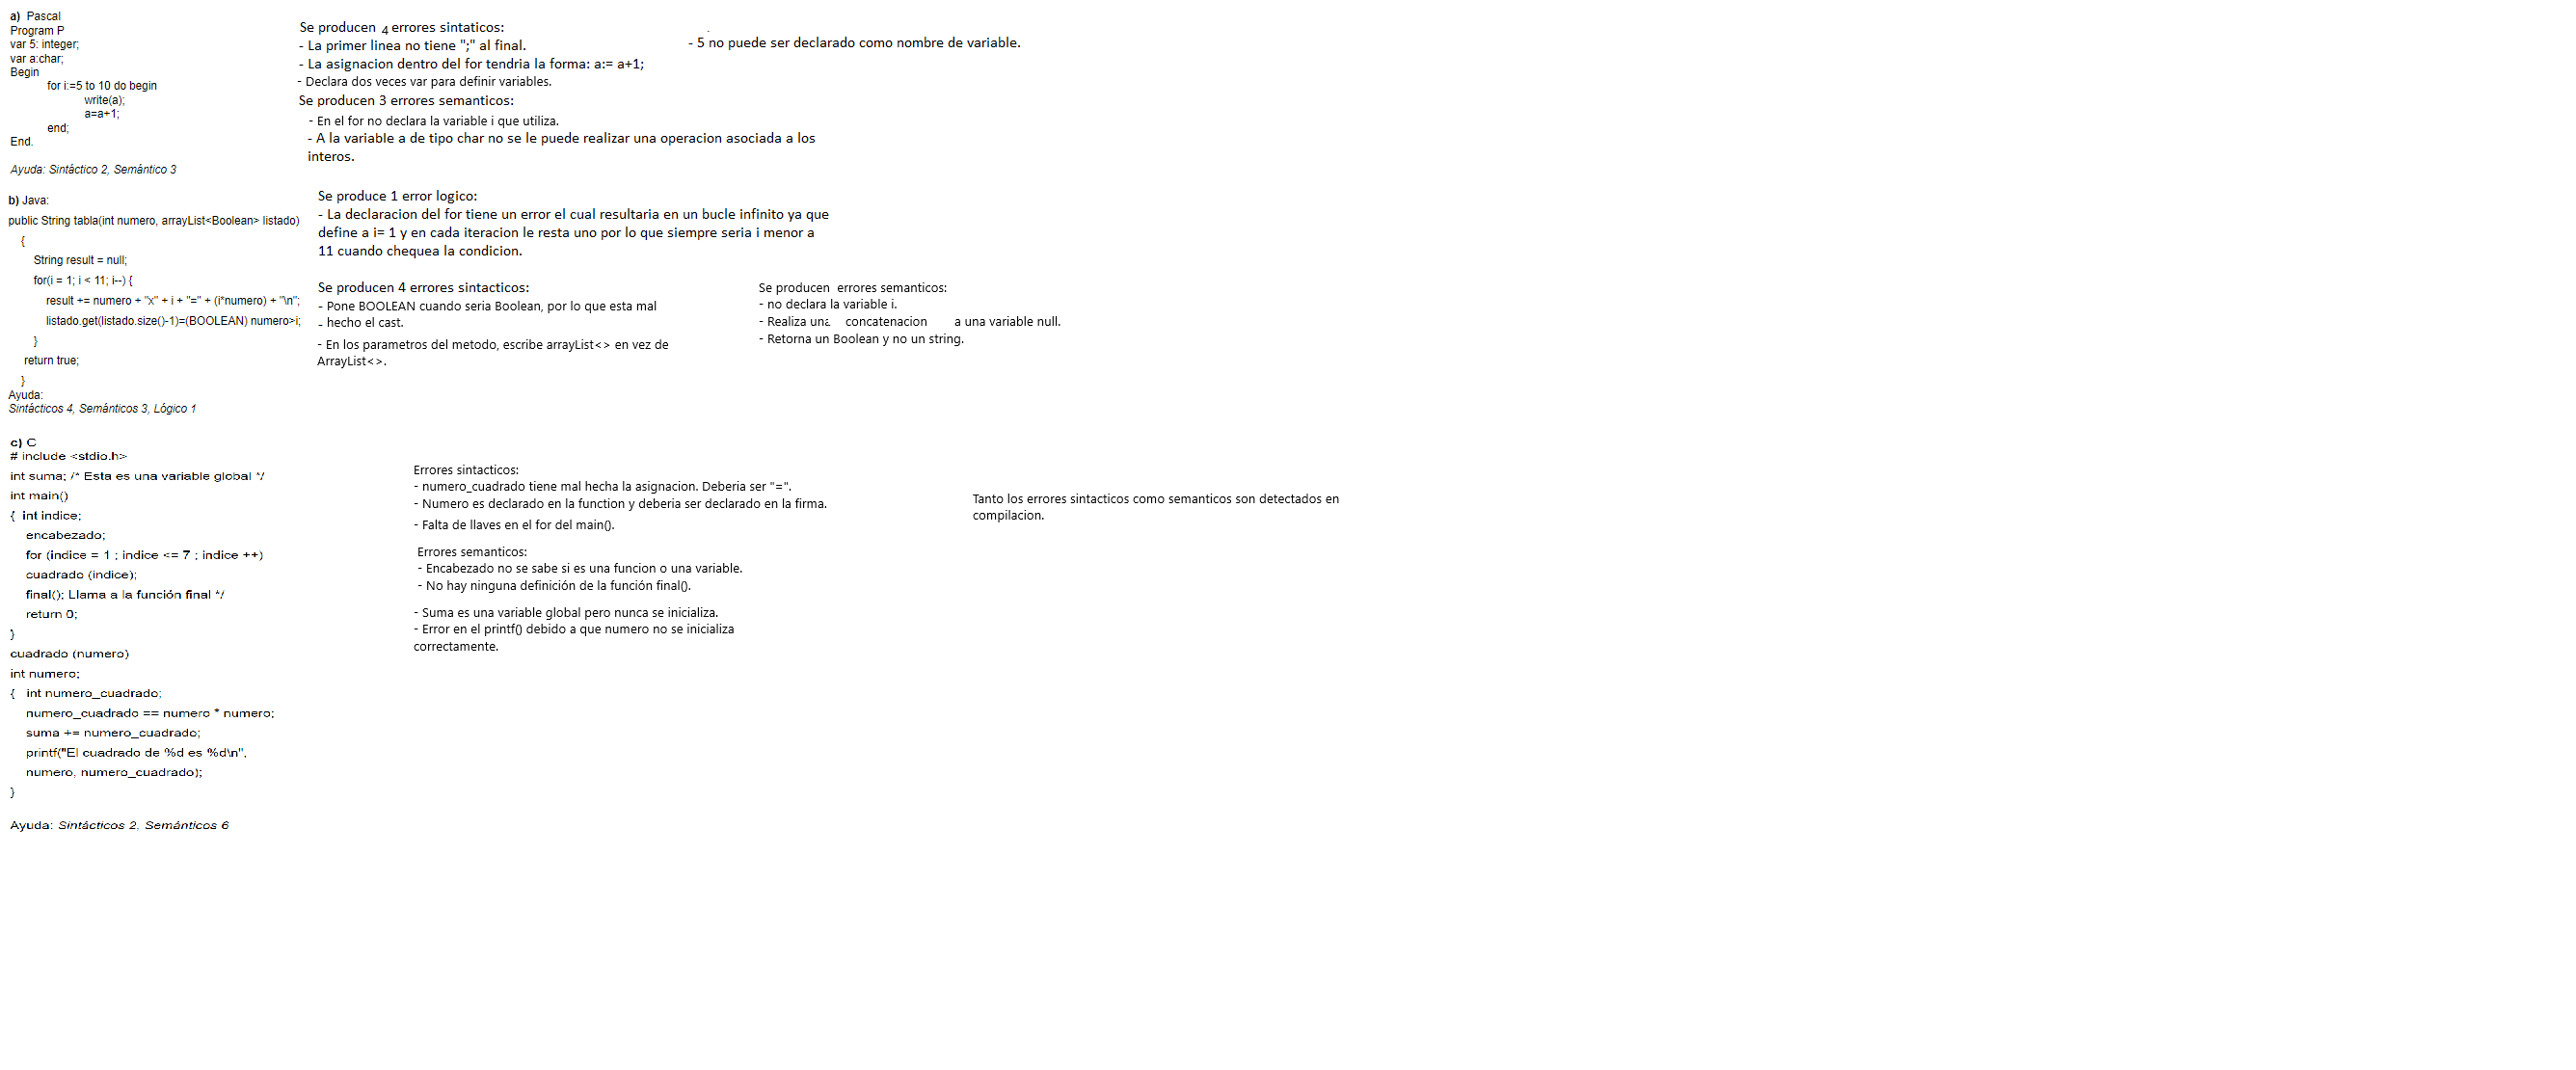 a) Pascal
Program P
var 5: integer;
var a:char;
Begin
for i:=5 to 10 do begin
write(a);
a=a+1;
end;
End.
Ayuda: Sintáctico 2, Semántico 3
Se producen 4 errores sintaticos:
- La primer linea no tiene ";" al final.
- La asignacion dentro del for tendria la forma: a:= a+1;
- Declara dos veces var para definir variables.
- 5 no puede ser declarado como nombre de variable.
Se producen 3 errores semanticos:
- En el for no declara la variable i que utiliza.
- A la variable a de tipo char no se le puede realizar una operacion asociada a los
interos.
b) Java:
public String tabla(int numero, arrayList<Boolean> listado)
{
String result = null;
for(i = 1; i < 11; i--) {
result += numero + "x" + i + "=" + (i*numero) + "\n";
listado.get(listado.size()-1)=(BOOLEAN) numero>i;
}
return true;
}
Ayuda:
Sintácticos 4, Semánticos 3, Lógico 1
Se produce 1 error logico:
- La declaracion del for tiene un error el cual resultaria en un bucle infinito ya que
define a i= 1 y en cada iteracion le resta uno por lo que siempre seria i menor a
11 cuando chequea la condicion.
Se producen 4 errores sintacticos:
- Pone BOOLEAN cuando seria Boolean, por lo que esta mal
- hecho el cast.
- En los parametros del metodo, escribe arrayList<> en vez de
ArrayList<>.
Se producen errores semanticos:
- no declara la variable i.
- Realiza una concatenacion a una variable null.
- Retorna un Boolean y no un string.
c) C
# include <stdio.h>
int suma; /* Esta es una variable global */
int main()
{ int indice;
encabezado;
for (indice = 1 ; indice <= 7 ; indice ++)
cuadrado (indice);
final(); Llama a la función final */
return 0;
}
cuadrado (numero)
int numero;
{ int numero_cuadrado;
numero_cuadrado == numero * numero;
suma += numero_cuadrado;
printf("El cuadrado de %d es %d\n",
numero, numero_cuadrado);
}
Ayuda: Sintácticos 2, Semánticos 6
Errores sintacticos:
- numero_cuadrado tiene mal hecha la asignacion. Deberia ser "=".
- Numero es declarado en la function y deberia ser declarado en la firma.
- Falta de llaves en el for del main().
Errores semanticos:
- Encabezado no se sabe si es una funcion o una variable.
- No hay ninguna definición de la función final().
- Suma es una variable global pero nunca se inicializa.
- Error en el printf() debido a que numero no se inicializa
correctamente.
Tanto los errores sintacticos como semanticos son detectados en
compilacion.